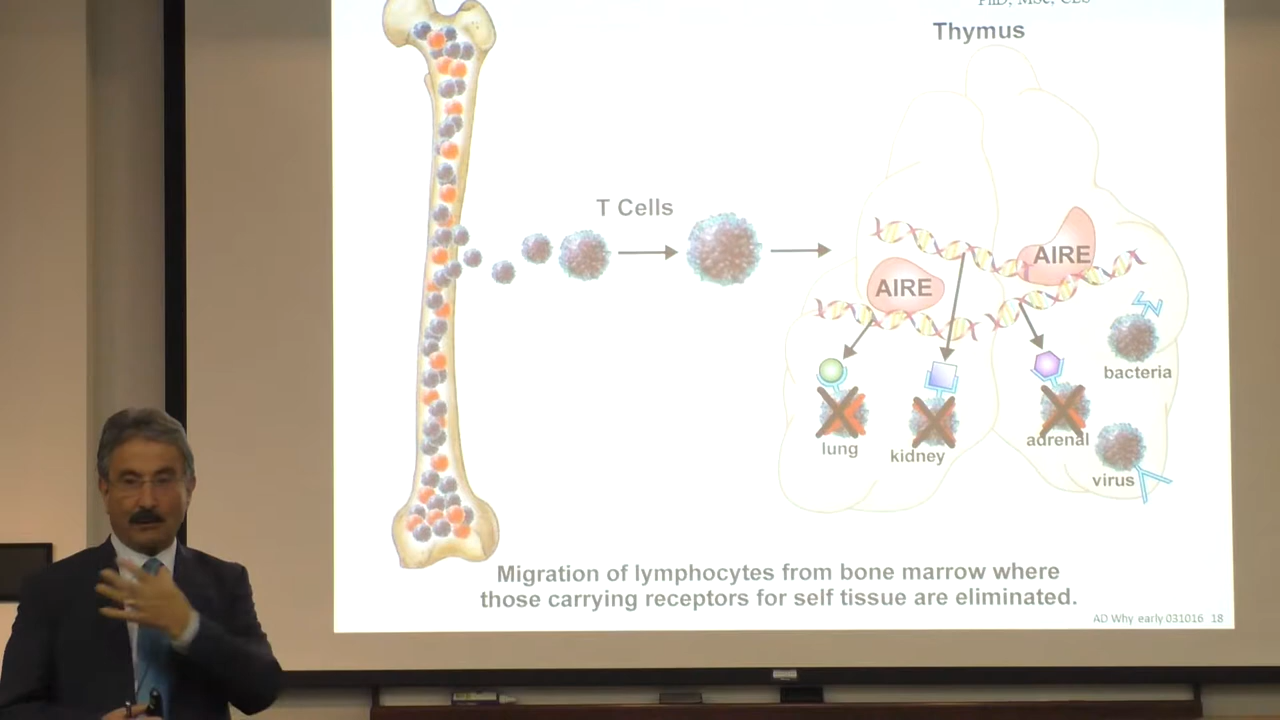 PhD, MSc, CLS
Thymus
T Cells
AIRE
AIRE
bacteria
lung
kidney
adrenal
virus
Migration of lymphocytes from bone marrow where
those carrying receptors for self tissue are eliminated.
AD Why early 031016 18